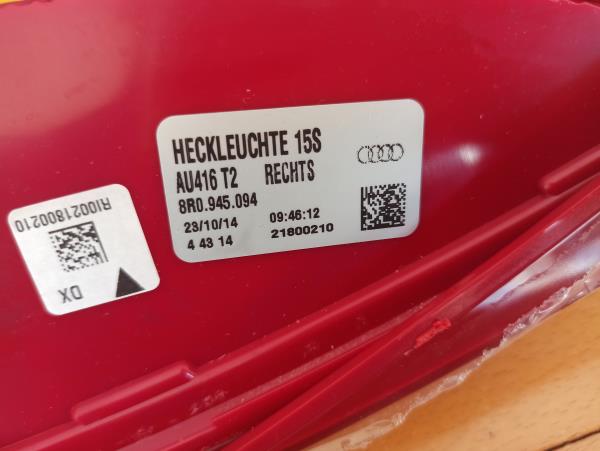 HECKLEUCHTE 15S
AU416 T2 RECHTS
8R0.945.094
23/10/14 09:46:12
4 43 14 21800210
RI0021800210
DX